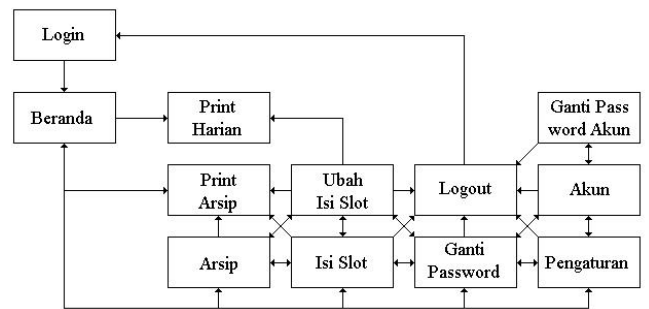 Login
Beranda
Print
Harian
Ganti Pass
word Akun
Print
Arsip
Ubah
Isi Slot
Logout
Akun
Arsip
Isi Slot
Ganti
Password
Pengaturan